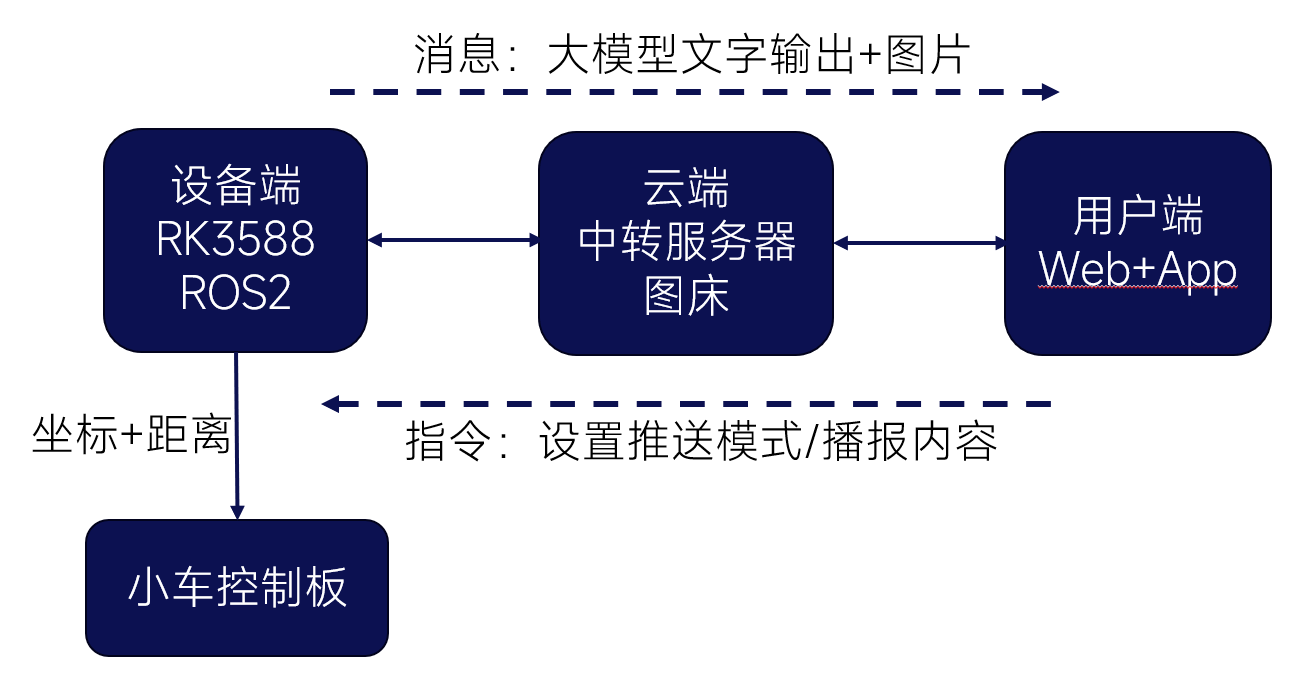 消息：大模型文字输出+图片
设备端
RK3588
ROS2
云端
中转服务器
图床
用户端
Web+App
坐标+距离
指令：设置推送模式/播报内容
小车控制板